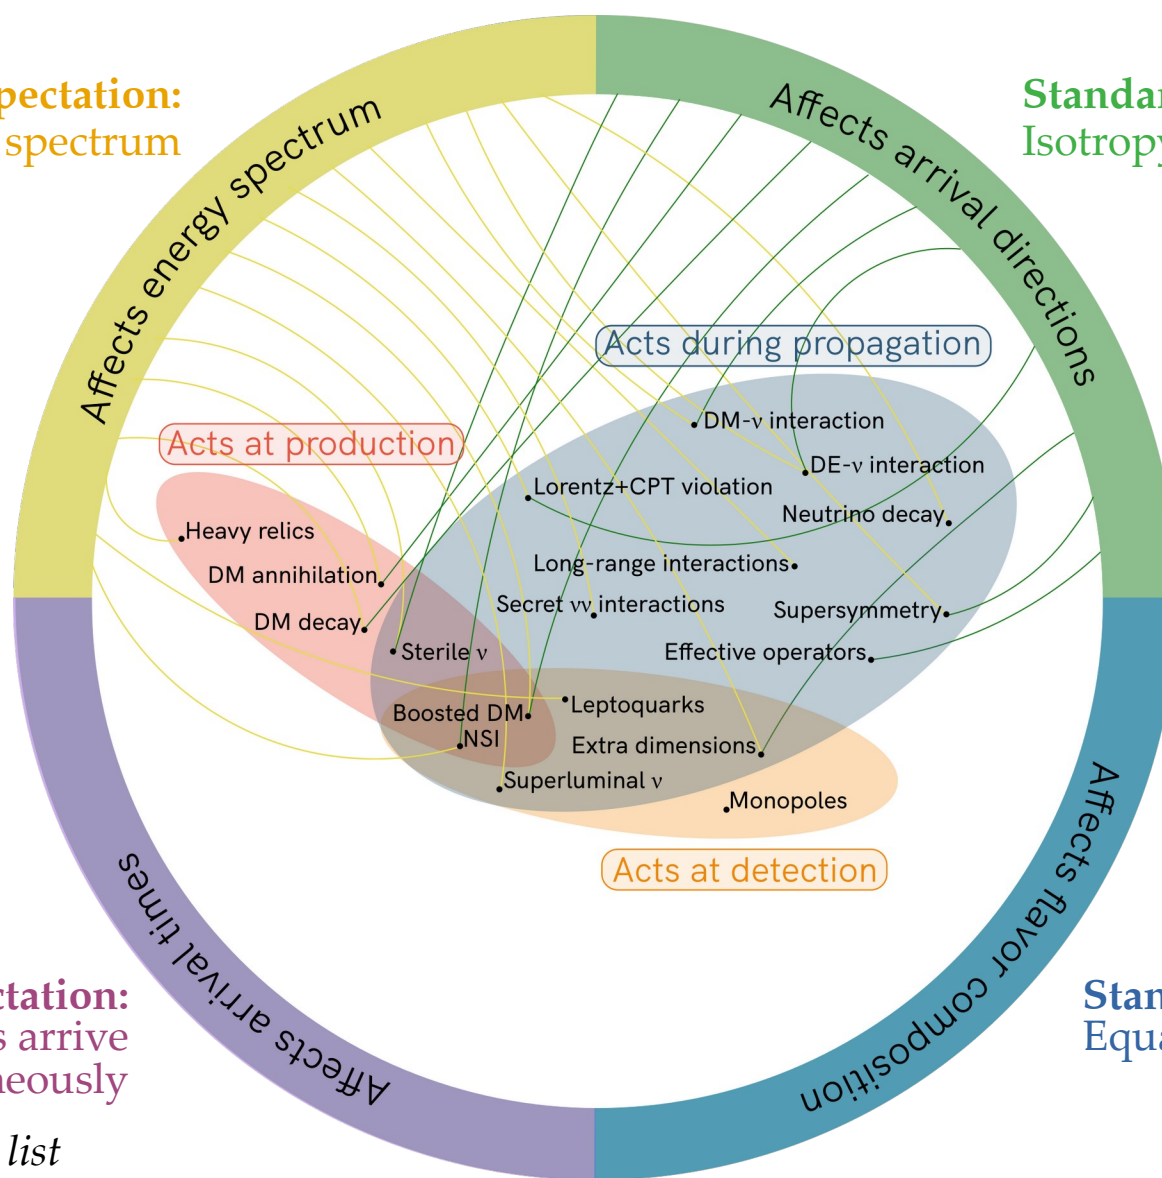 pectation:
spectrum
Standar
Isotropy
Affects energy spectrum
Affects arrival directions
Acts during propagation
Acts at production
DM-ν interaction
DE-ν interaction
Lorentz+CPT violation
Neutrino decay
Heavy relics
Long-range interactions
DM annihilation
Secret νν interactions
Supersymmetry
DM decay
Sterile ν
Effective operators
Leptoquarks
Boosted DM
NSI
Extra dimensions
Superluminal ν
Monopoles
Acts at detection
Affects arrival times
Affects flavor composition
ctation:
s arrive
neously
Stan
Equa
list